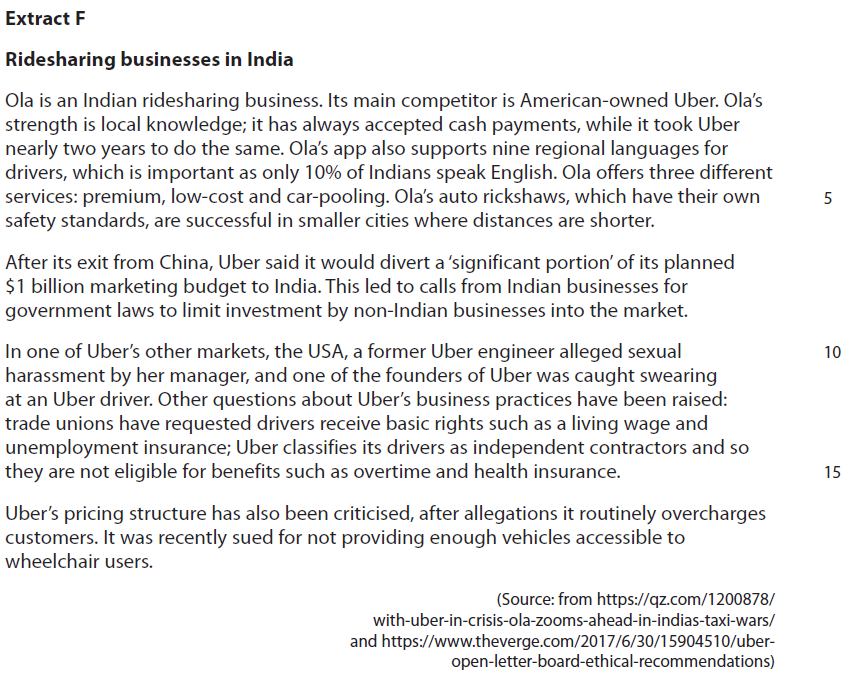 Extract F
Ridesharing businesses in India
Ola is an Indian ridesharing business. Its main competitor is American-owned Uber. Ola’s
strength is local knowledge; it has always accepted cash payments, while it took Uber
nearly two years to do the same. Ola’s app also supports nine regional languages for
drivers, which is important as only 10% of Indians speak English. Ola offers three different
services: premium, low-cost and car-pooling. Ola’s auto rickshaws, which have their own 5
safety standards, are successful in smaller cities where distances are shorter.
After its exit from China, Uber said it would divert a ‘significant portion’ of its planned
$1 billion marketing budget to India. This led to calls from Indian businesses for
government laws to limit investment by non-Indian businesses into the market.
In one of Uber’s other markets, the USA, a former Uber engineer alleged sexual 10
harassment by her manager, and one of the founders of Uber was caught swearing
at an Uber driver. Other questions about Uber’s business practices have been raised:
trade unions have requested drivers receive basic rights such as a living wage and
unemployment insurance; Uber classifies its drivers as independent contractors and so
they are not eligible for benefits such as overtime and health insurance. 15
Uber’s pricing structure has also been criticised, after allegations it routinely overcharges
customers. It was recently sued for not providing enough vehicles accessible to
wheelchair users.
(Source: from https://qz.com/1200878/
with-uber-in-crisis-ola-zooms-ahead-in-indias-taxi-wars/
and https://www.theverge.com/2017/6/30/15904510/uber-
open-letter-board-ethical-recommendations)